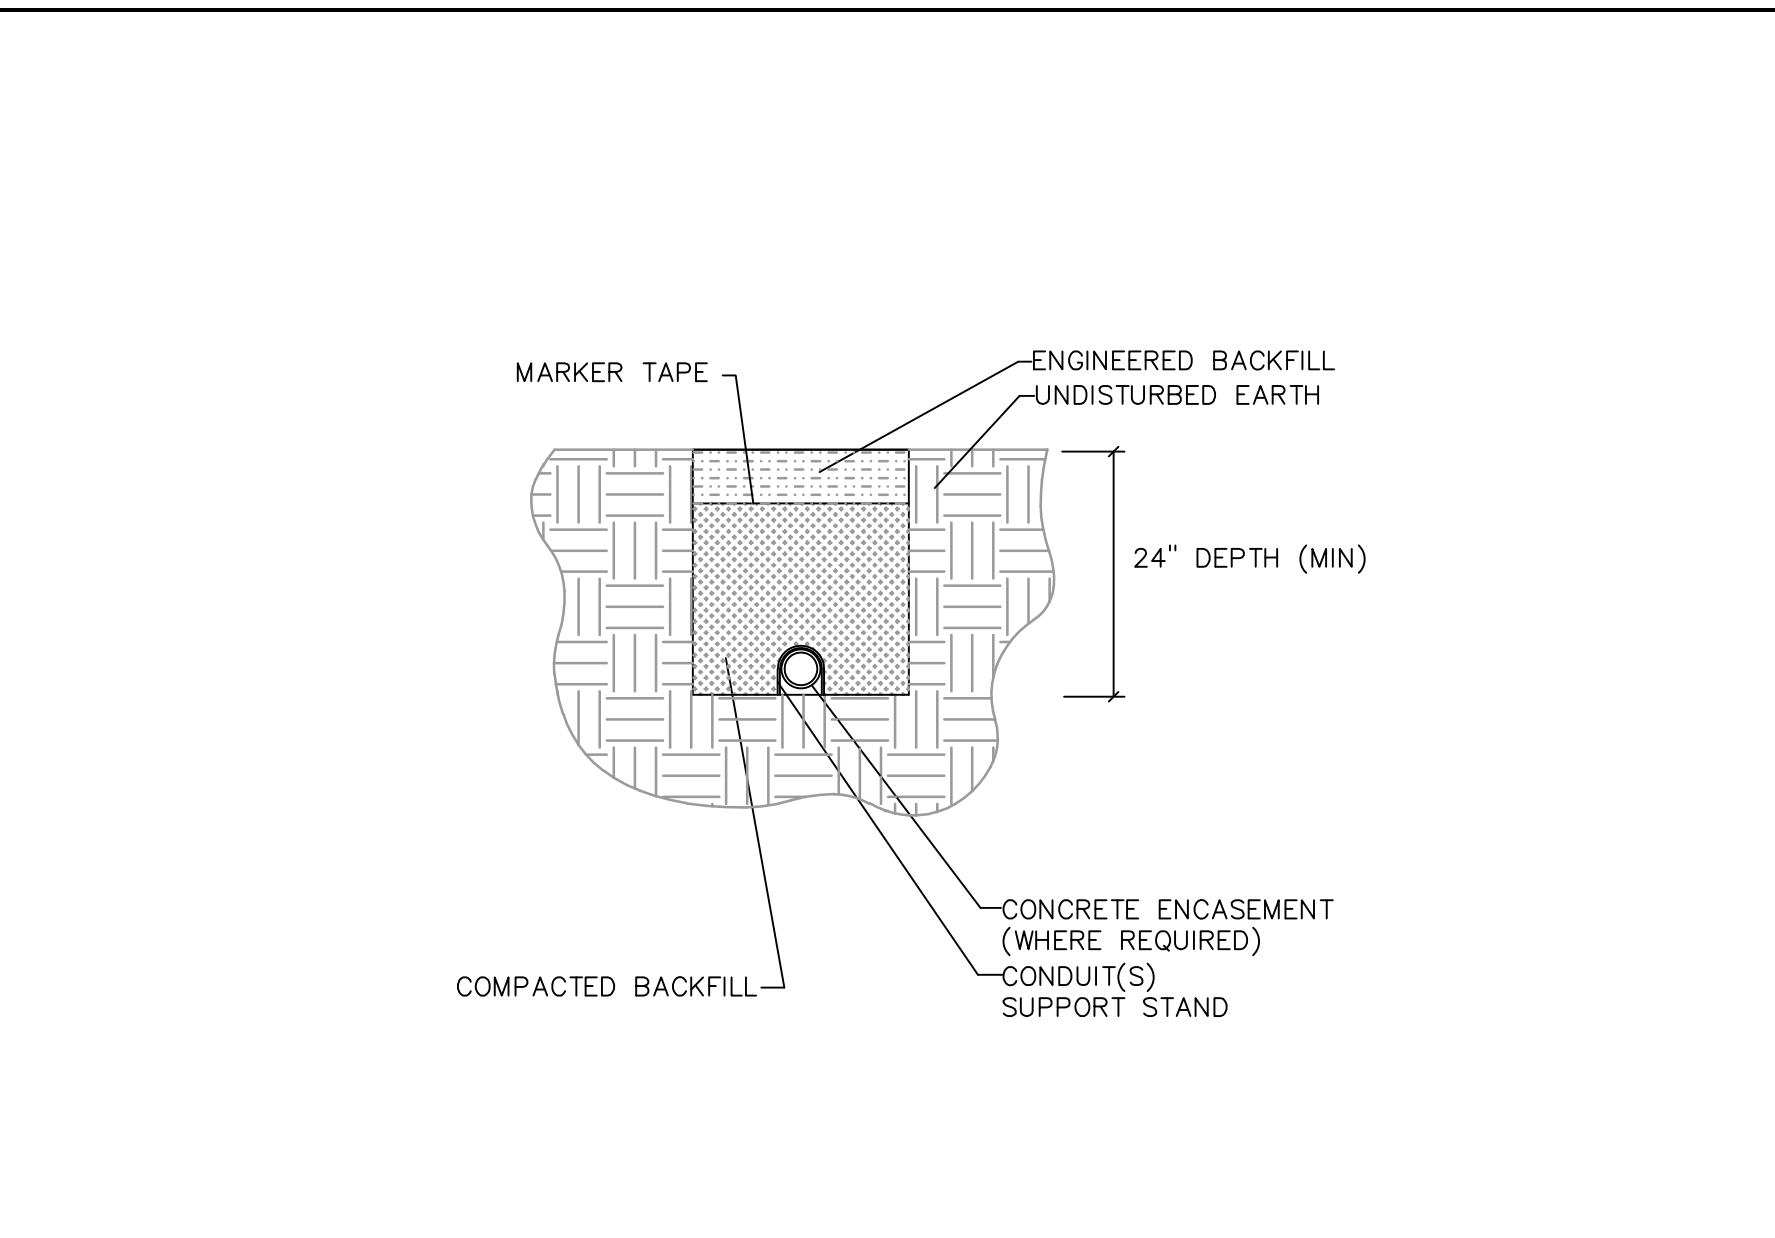 ENGINEERED BACKFILL
MARKER TAPE
UNDISTURBED EARTH
24" DEPTH (MIN)
CONCRETE ENCASEMENT
(WHERE REQUIRED)
CONDUIT(S)
SUPPORT STAND
COMPACTED BACKFILL